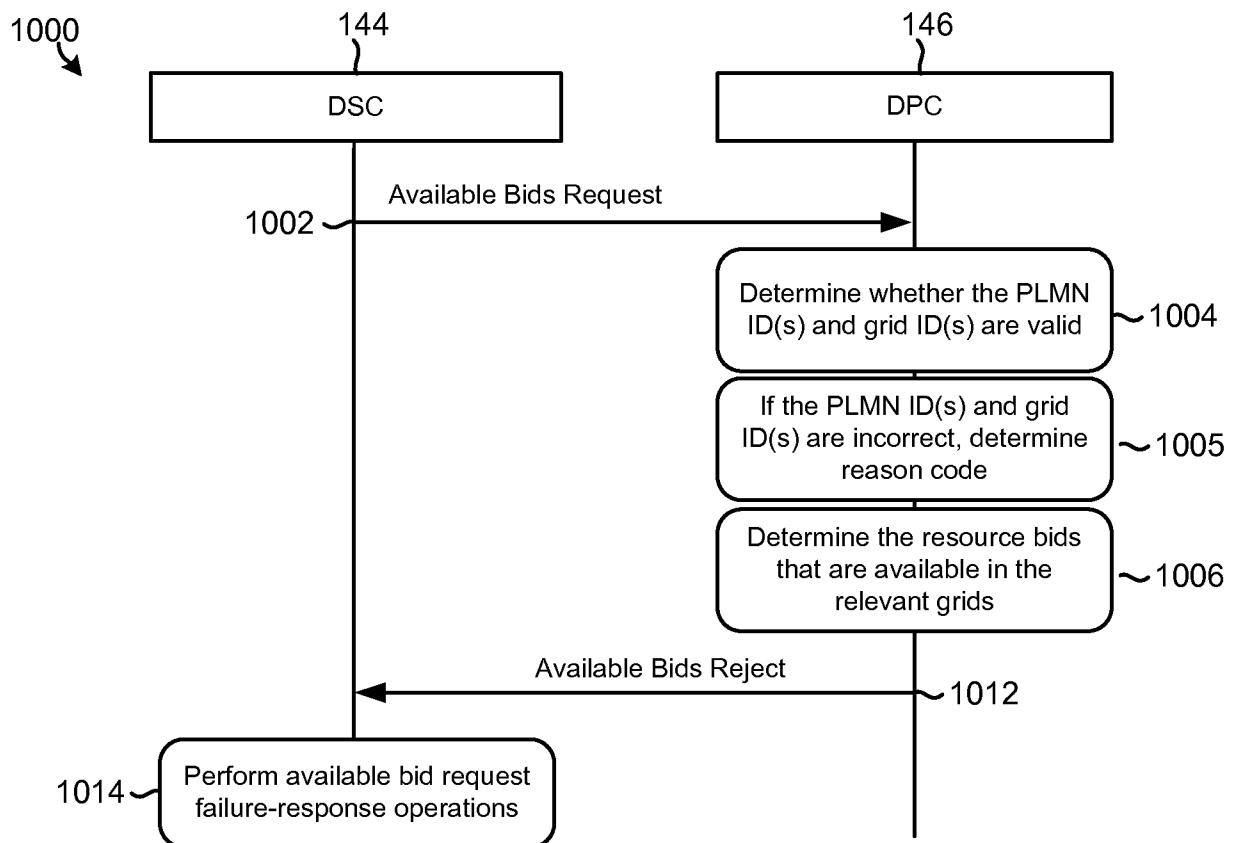 1000
144
146
DSC
DPC
Available Bids Request
1002
Determine whether the PLMN
ID(s) and grid ID(s) are valid
1004
If the PLMN ID(s) and grid
ID(s) are incorrect, determine
reason code
1005
Determine the resource bids
that are available in the
relevant grids
1006
Available Bids Reject
1012
Perform available bid request
failure-response operations
1014